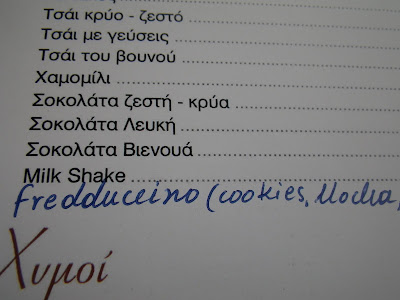 Τσάι κρύο - ζεστό
Τσάι με γεύσεις
Τσάι του βουνού
Χαμομίλι
Σοκολάτα ζεστή - κρύα
Σοκολάτα Λευκή
Σοκολάτα Βιενουά
Milk Shake
Fredduccino (cookies, Mocha,
Χυμοί